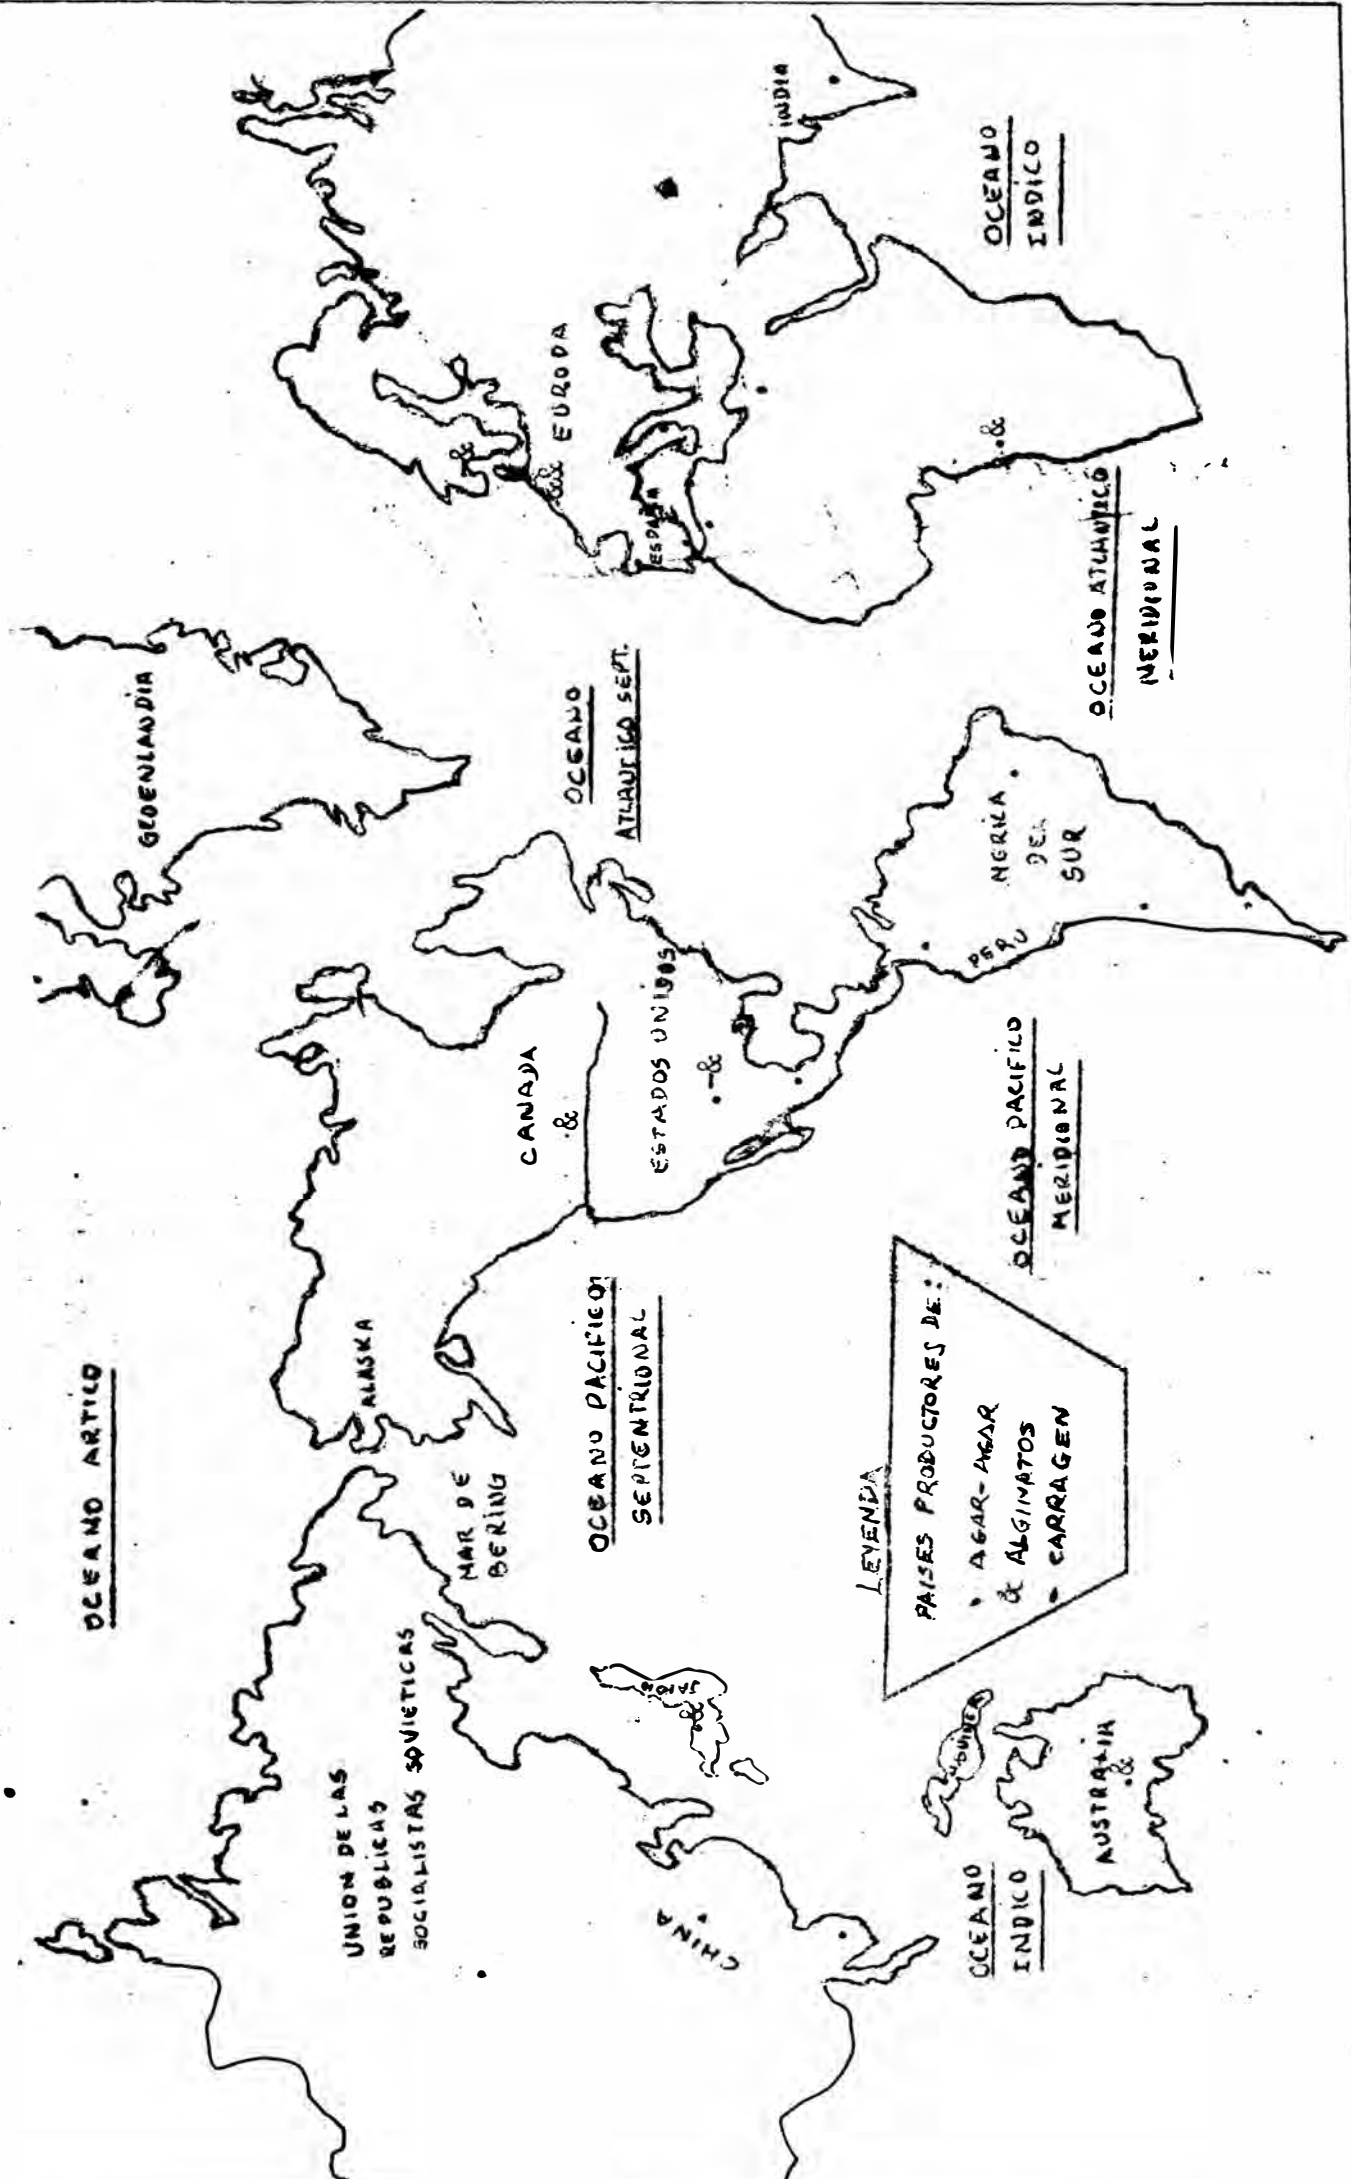 OCEANO ARTICO
GEOENLANDIA
UNION DE LAS
REPUBLICAS
SOCIALISTAS SOVIETICAS
ALASKA
MAR DE
BERING
CANADA
&
ESTADOS UNIDOS
• -&
OCEANO
ATLANTICO SEPT.
EURODA
&
&
ESPAÑA
INDIA
CHINA
&
OCEANO PACIFICO
SEPTENTRIONAL
LEYENDA
PAISES PRODUCTORES DE:
• AGAR-AGAR
& ALGINATOS
- CARRAGEN
OCEANO PACIFICO
MERIDIONAL
PERU
MERICA
DEL
SUR
OCEANO ATLANTICO
MERIDIONAL
&
OCEANO
INDICO
OCEANO
INDICO
AUSTRALIA
&